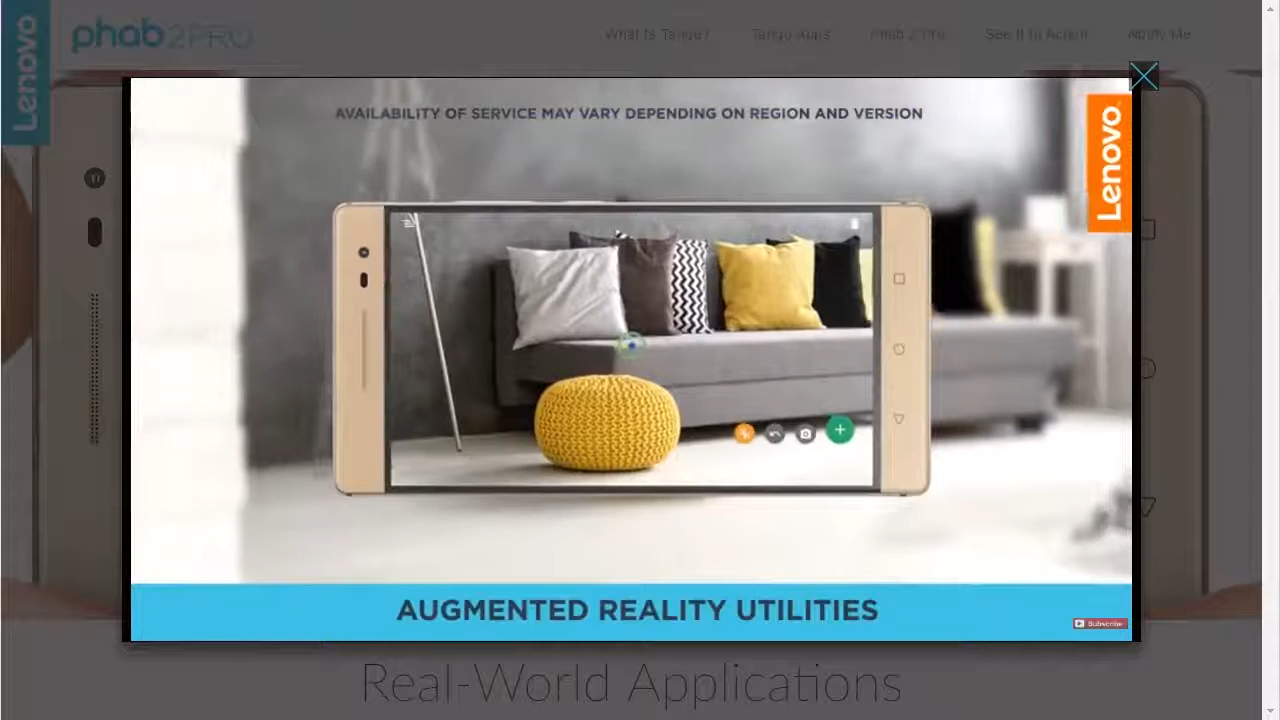 Lenovo
phab2PRO
What Is Tango?
Tango Apps
Phab 2 Pro
See It In Action
Notify Me
AVAILABILITY OF SERVICE MAY VARY DEPENDING ON REGION AND VERSION
Lenovo
AUGMENTED REALITY UTILITIES
Subscribe
Real-World Applications